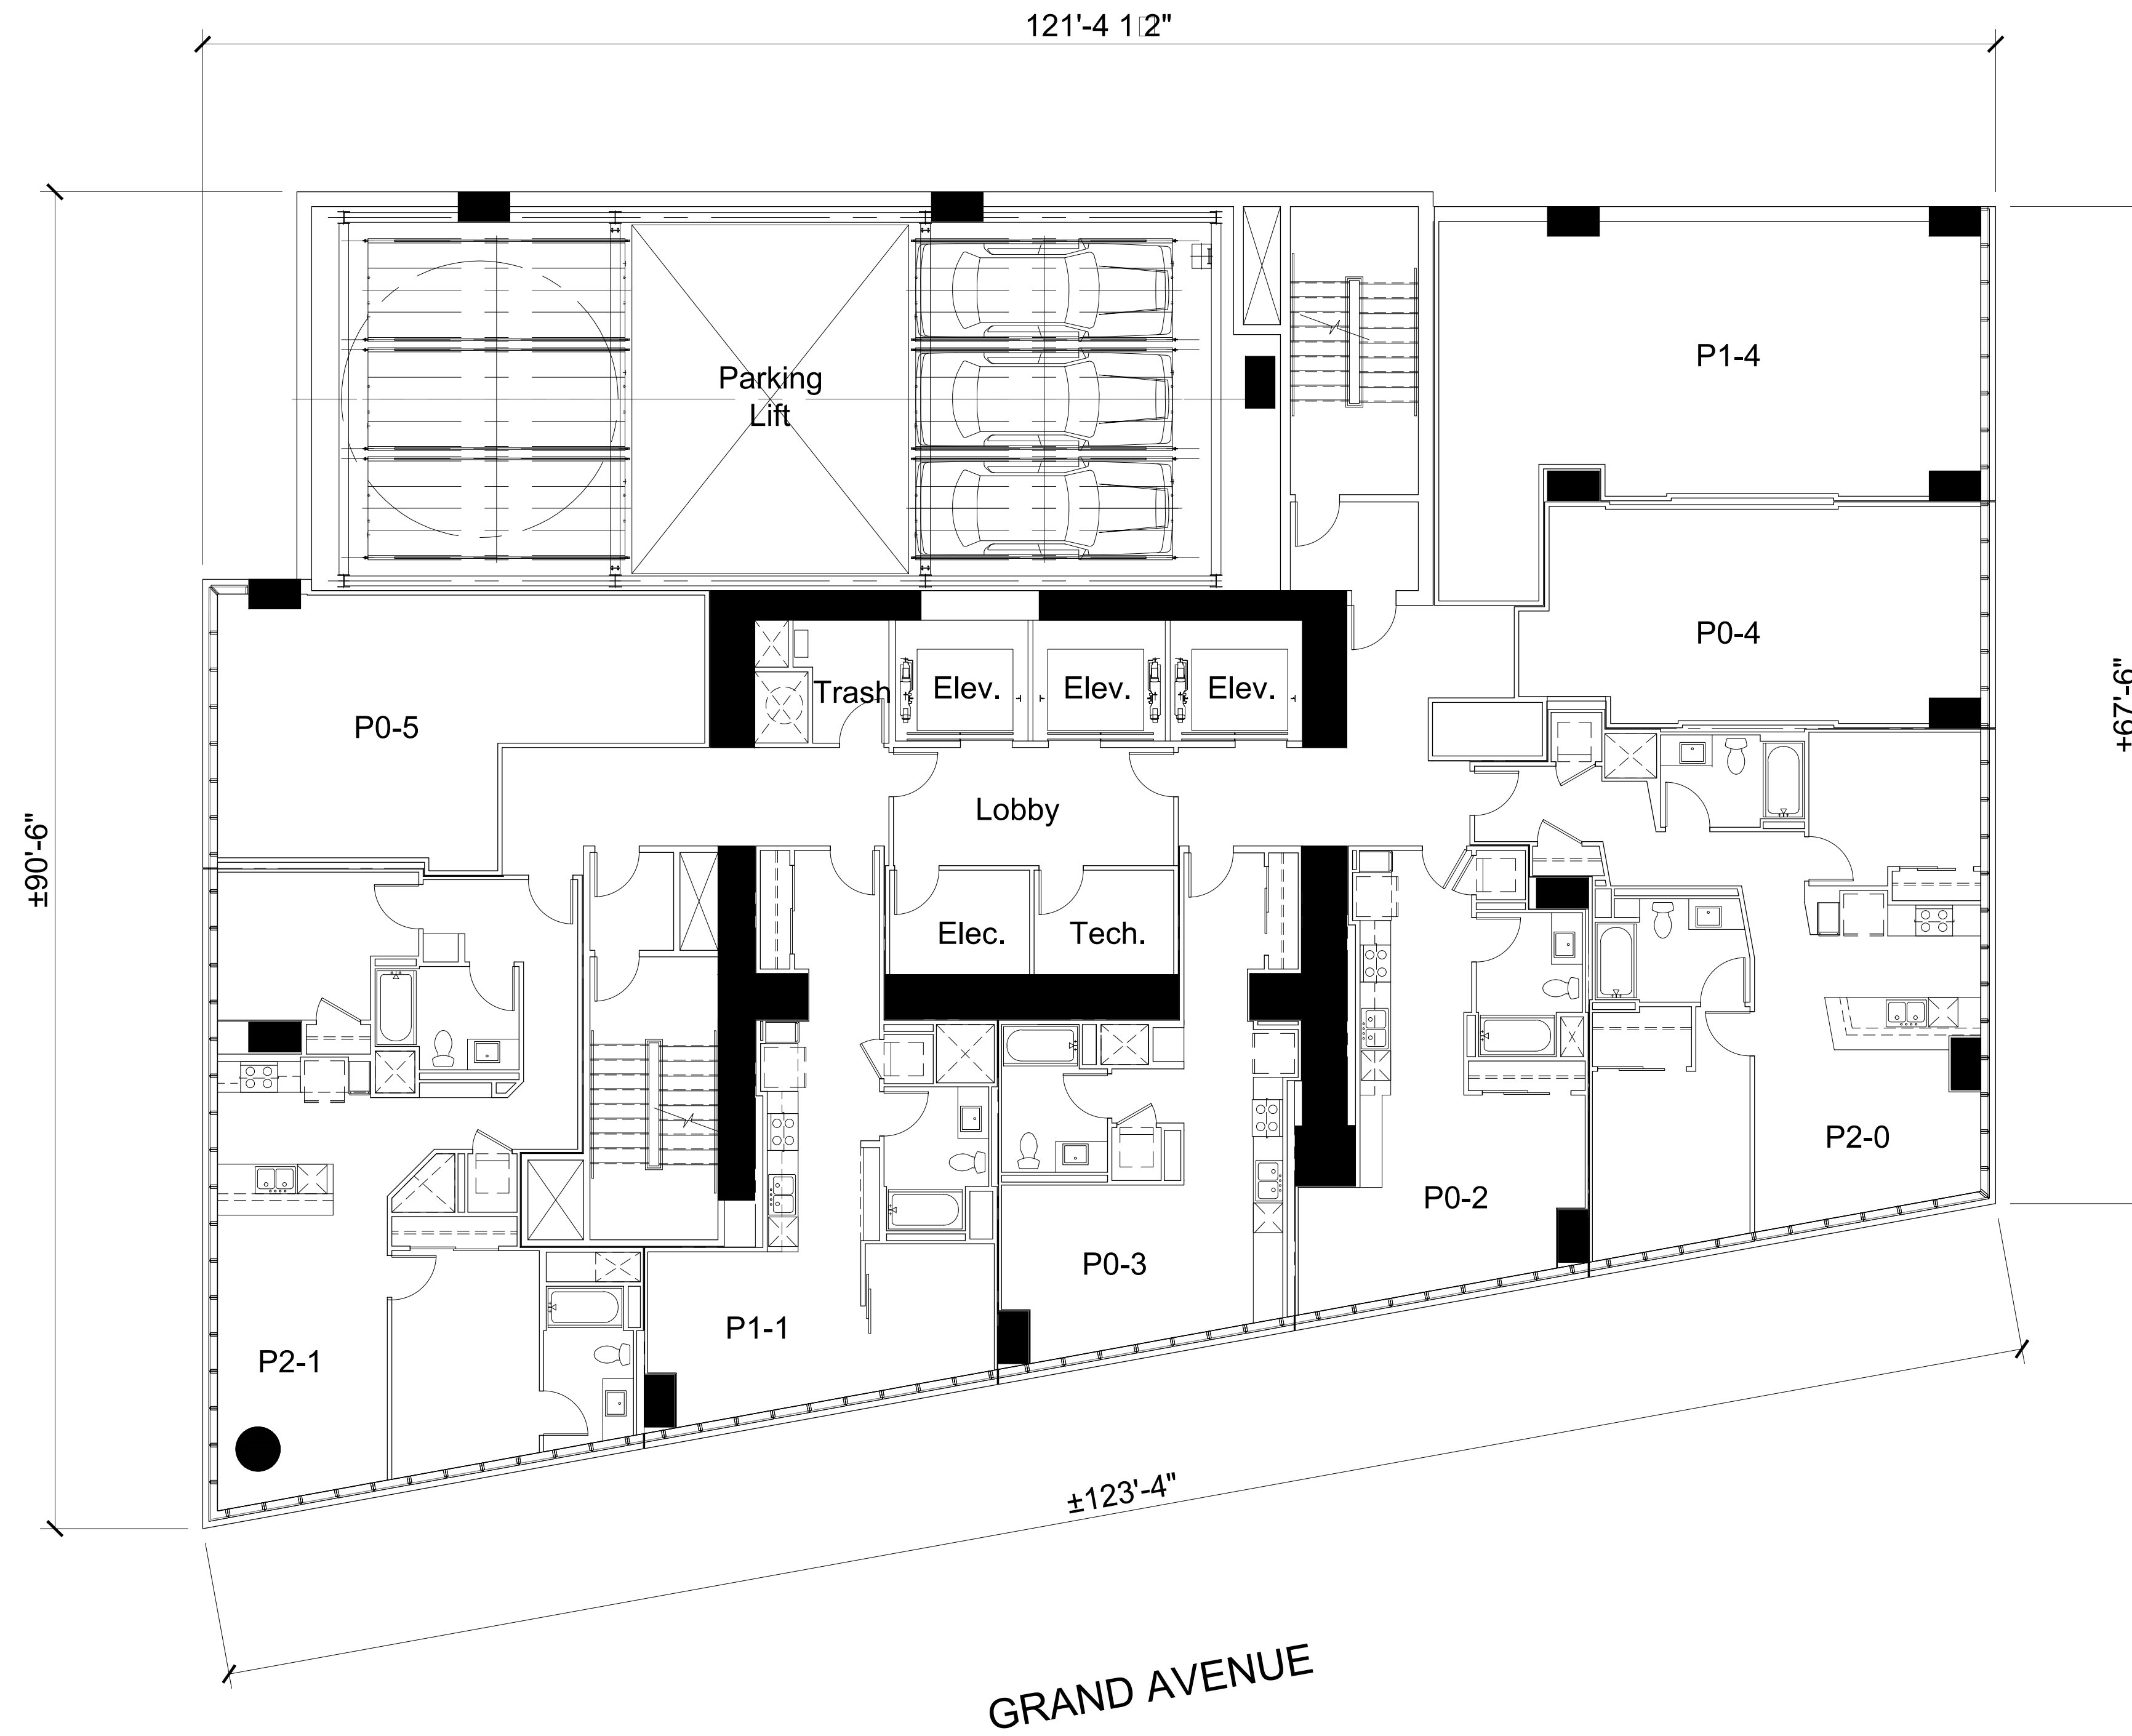 121'-4 1□2"
Parking
Lift
P1-4
P0-4
±67'-6"
Trash
Elev.
Elev.
Elev.
P0-5
Lobby
±90'-6"
Elec.
Tech.
P2-0
P0-2
P0-3
P1-1
P2-1
±123'-4"
GRAND AVENUE